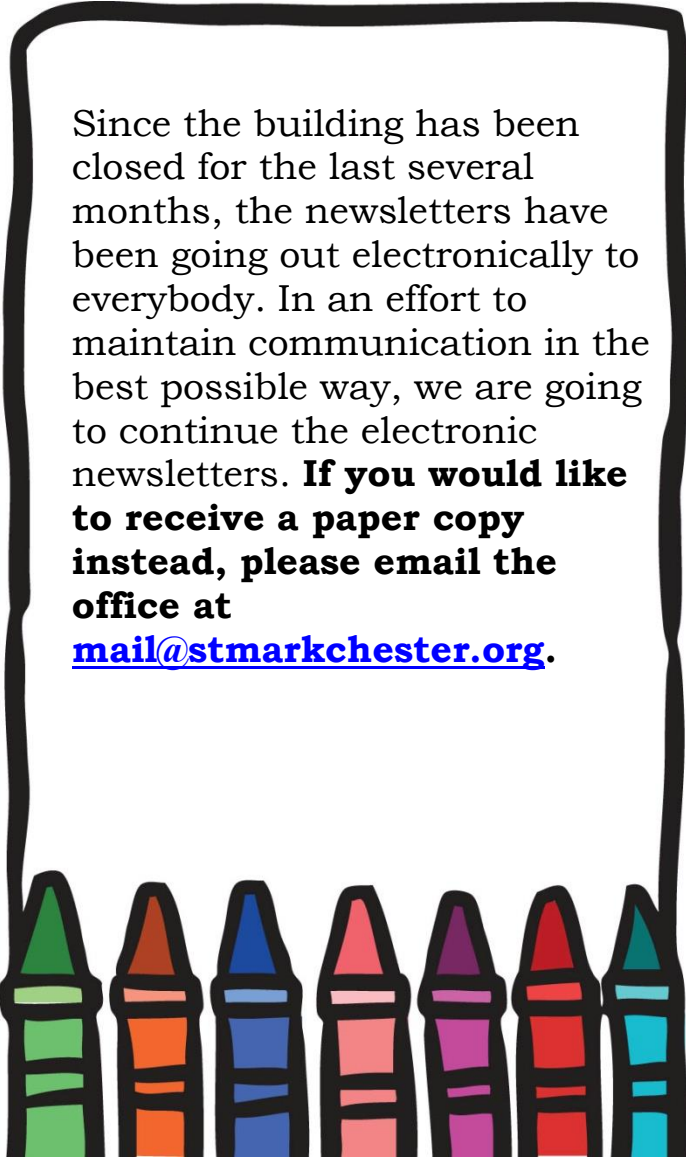 Since the building has been
closed for the last several
months, the newsletters have
been going out electronically to
everybody. In an effort to
maintain communication in the
best possible way, we are going
to continue the electronic
newsletters. If you would like
to receive a paper copy
instead, please email the
office at
mail@stmarkchester.org.